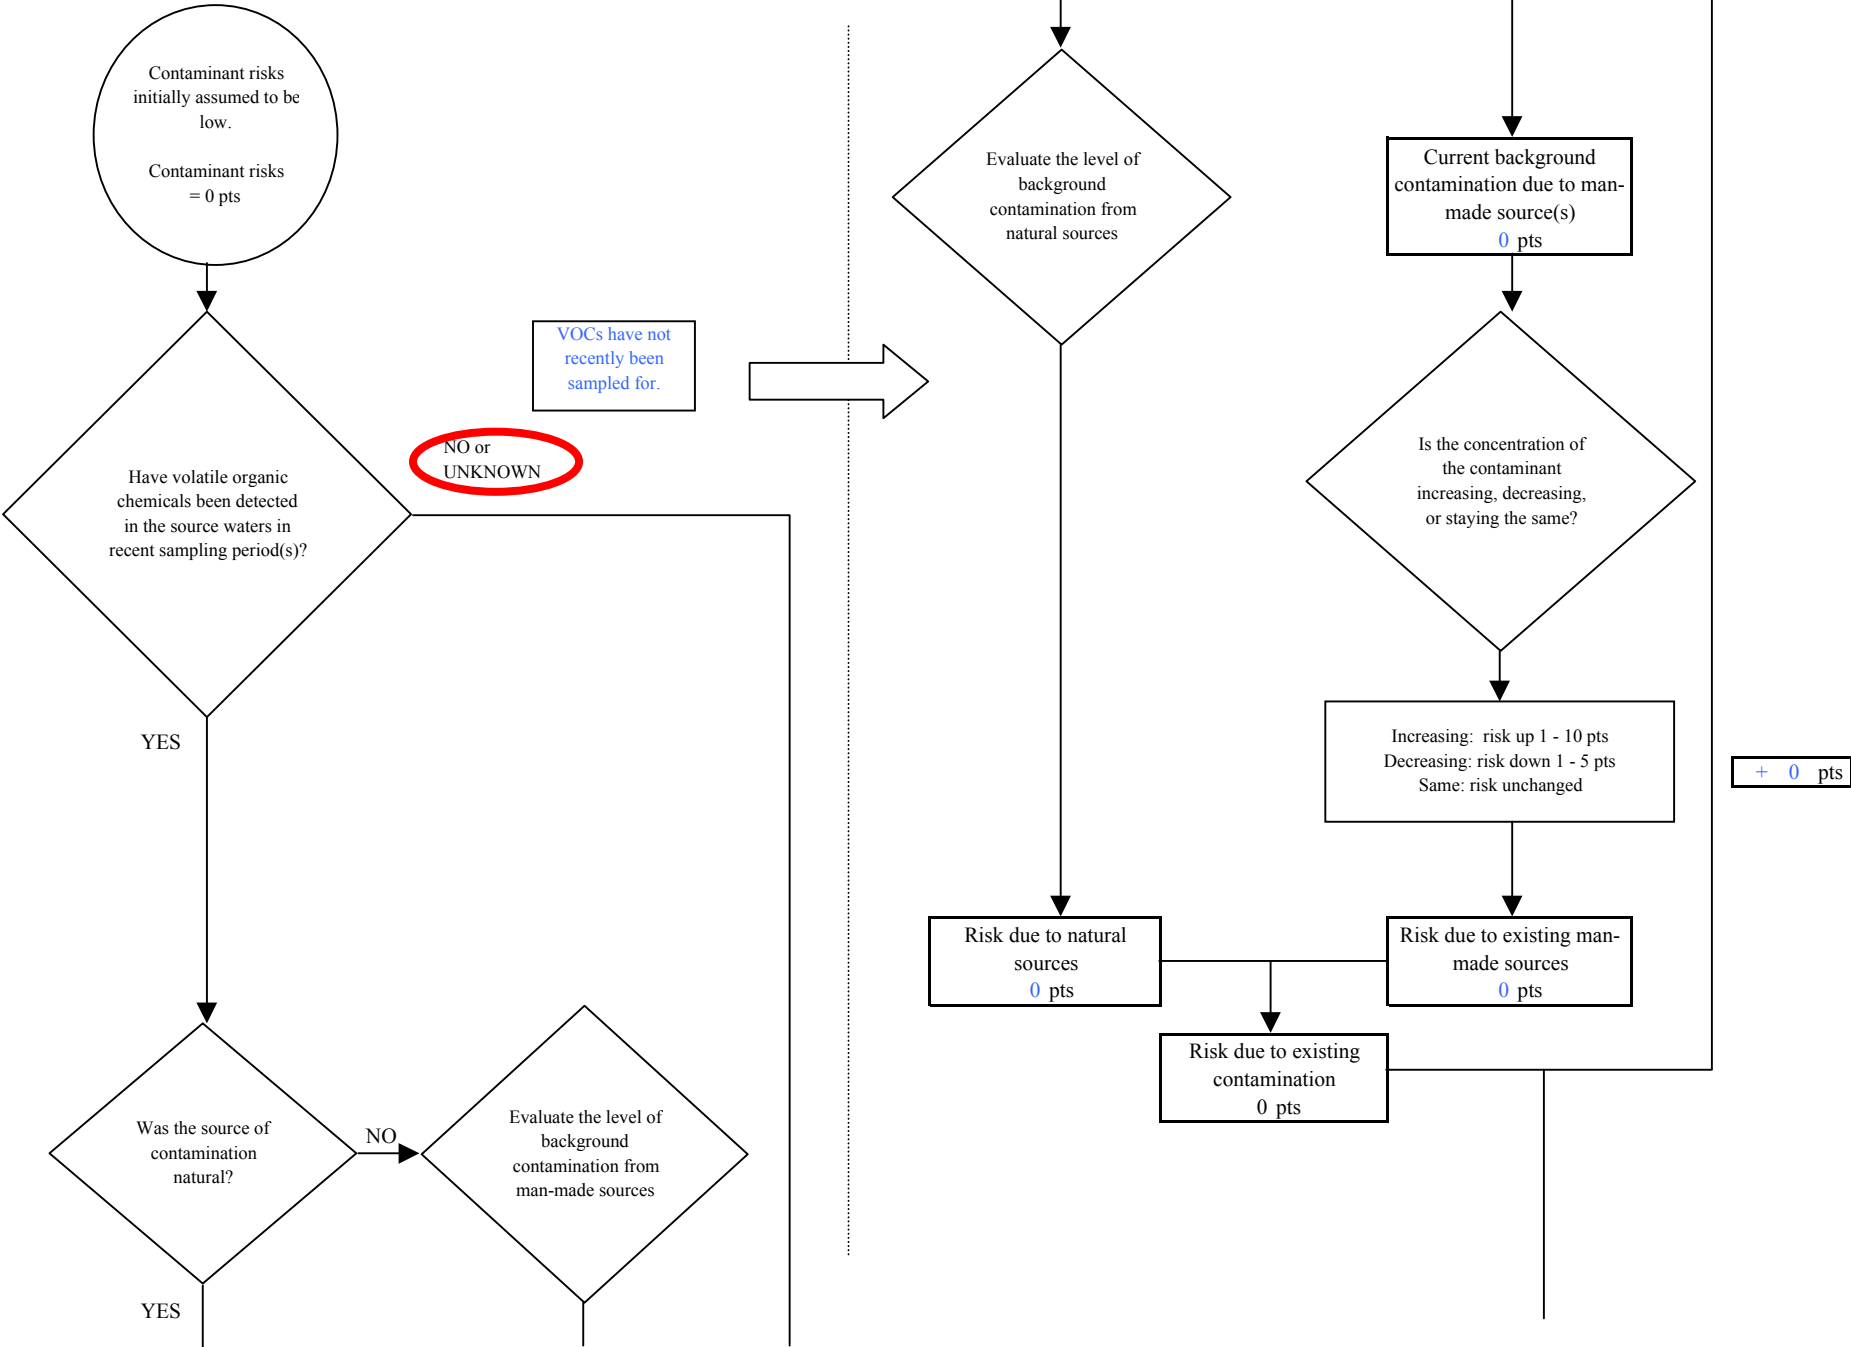 Contaminant risks
initially assumed to be
low.
Contaminant risks
= 0 pts
VOCs have not
recently been
sampled for.
NO or
UNKNOWN
Have volatile organic
chemicals been detected
in the source waters in
recent sampling period(s)?
YES
Was the source of
contamination
natural?
NO
Evaluate the level of
background
contamination from
man-made sources
YES
Evaluate the level of
background
contamination from
natural sources
Current background
contamination due to man-
made source(s)
0 pts
Is the concentration of
the contaminant
increasing, decreasing,
or staying the same?
Increasing: risk up 1 - 10 pts
Decreasing: risk down 1 - 5 pts
Same: risk unchanged
+ 0 pts
Risk due to natural
sources
0 pts
Risk due to existing man-
made sources
0 pts
Risk due to existing
contamination
0 pts